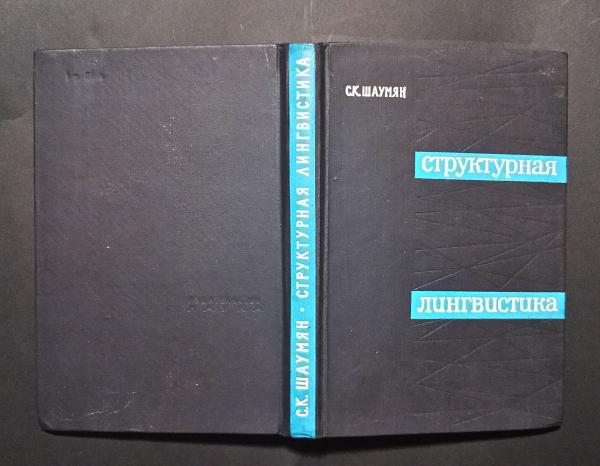 С.К. ШАУМЯН
структурная
лингвистика
С.К. ШАУМЯН · СТРУКТУРНАЯ ЛИНГВИСТИКА